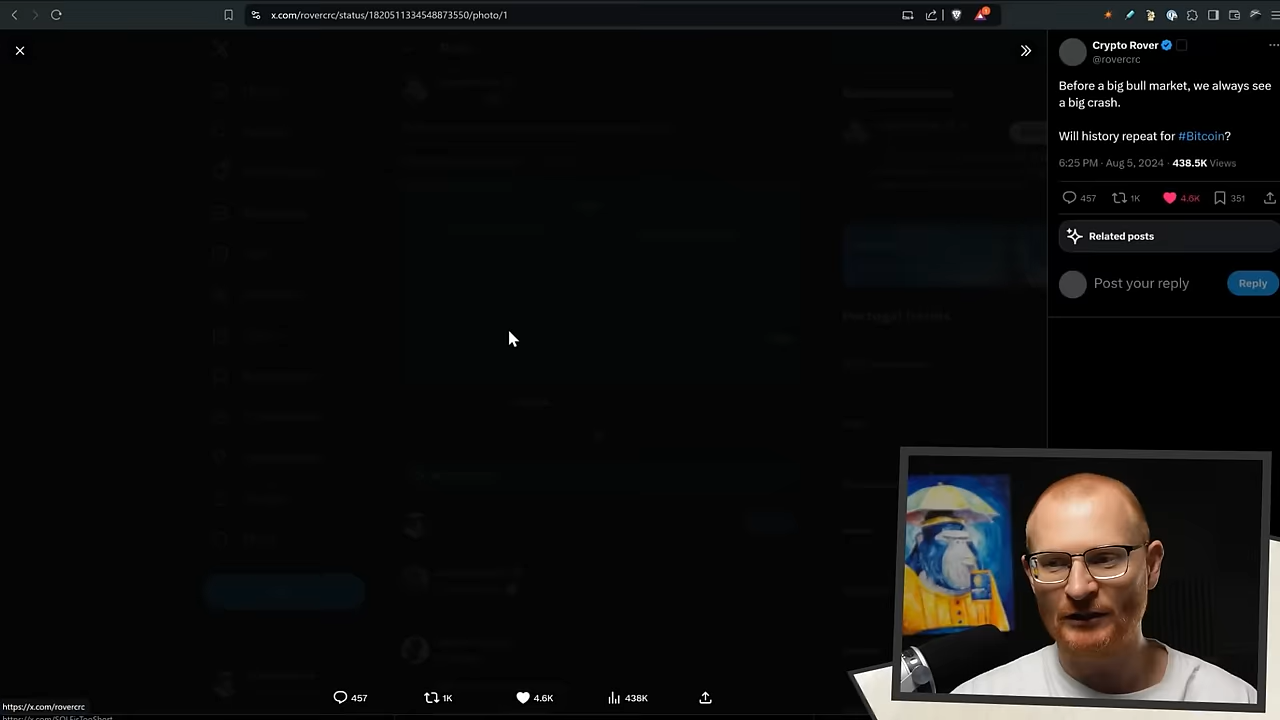 x.com/rovercrc/status/1820511334548873550/photo/1
Crypto Rover
@rovercrc
Before a big bull market, we always see
a big crash.
Will history repeat for #Bitcoin?
6:25 PM · Aug 5, 2024 · 438.5K Views
457 1K 4.6K 351
Related posts
Post your reply
Reply
457 1K 4.6K 438K
https://x.com/rovercrc